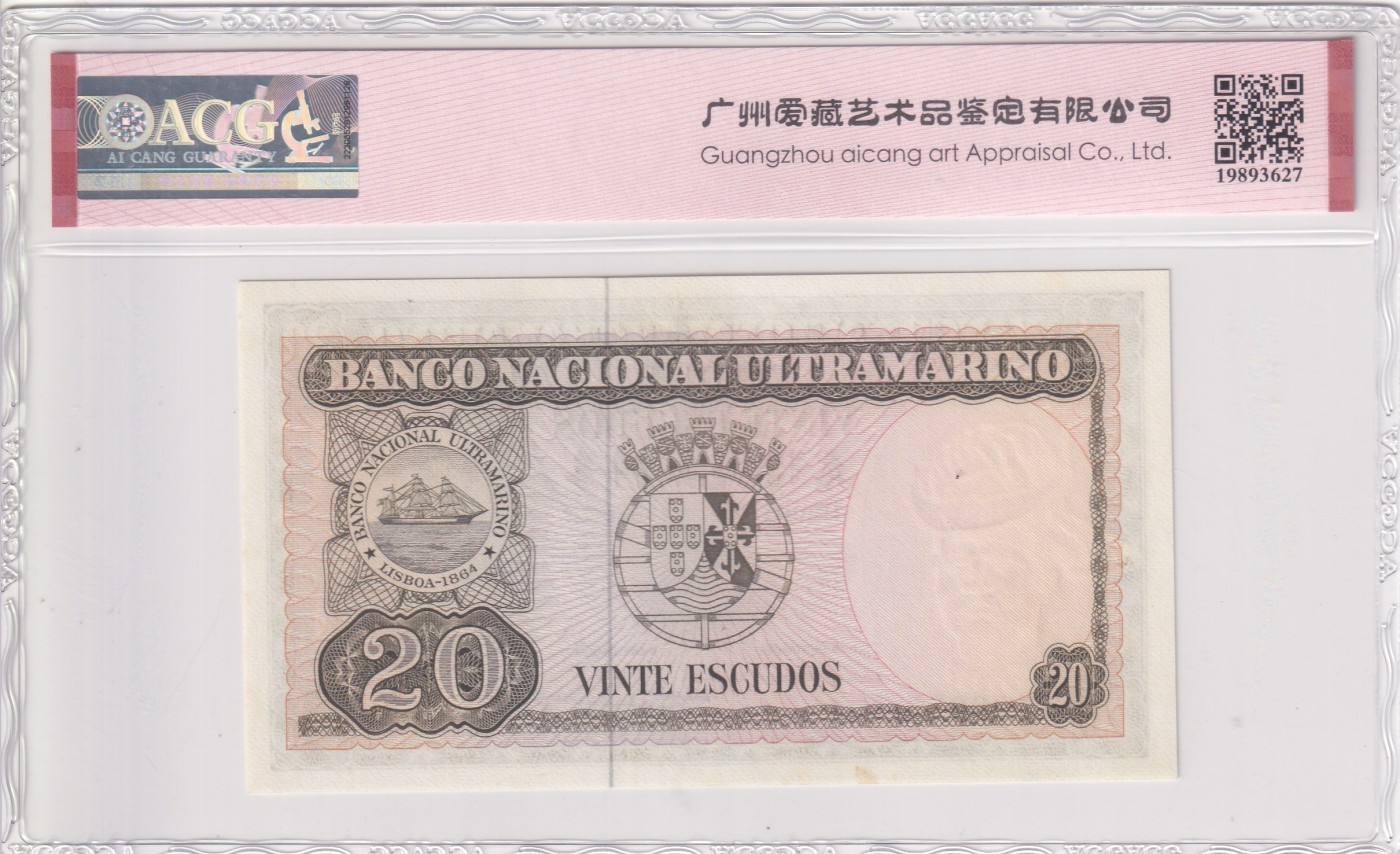 ACG
AI CANG GUARANTY
广州爱藏艺术品鉴定有限公司
Guangzhou aicang art Appraisal Co., Ltd.
19893627
BANCO NACIONAL ULTRAMARINO
BANCO NACIONAL ULTRAMARINO
★ LISBOA-1864 ★
20
VINTE ESCUDOS
20